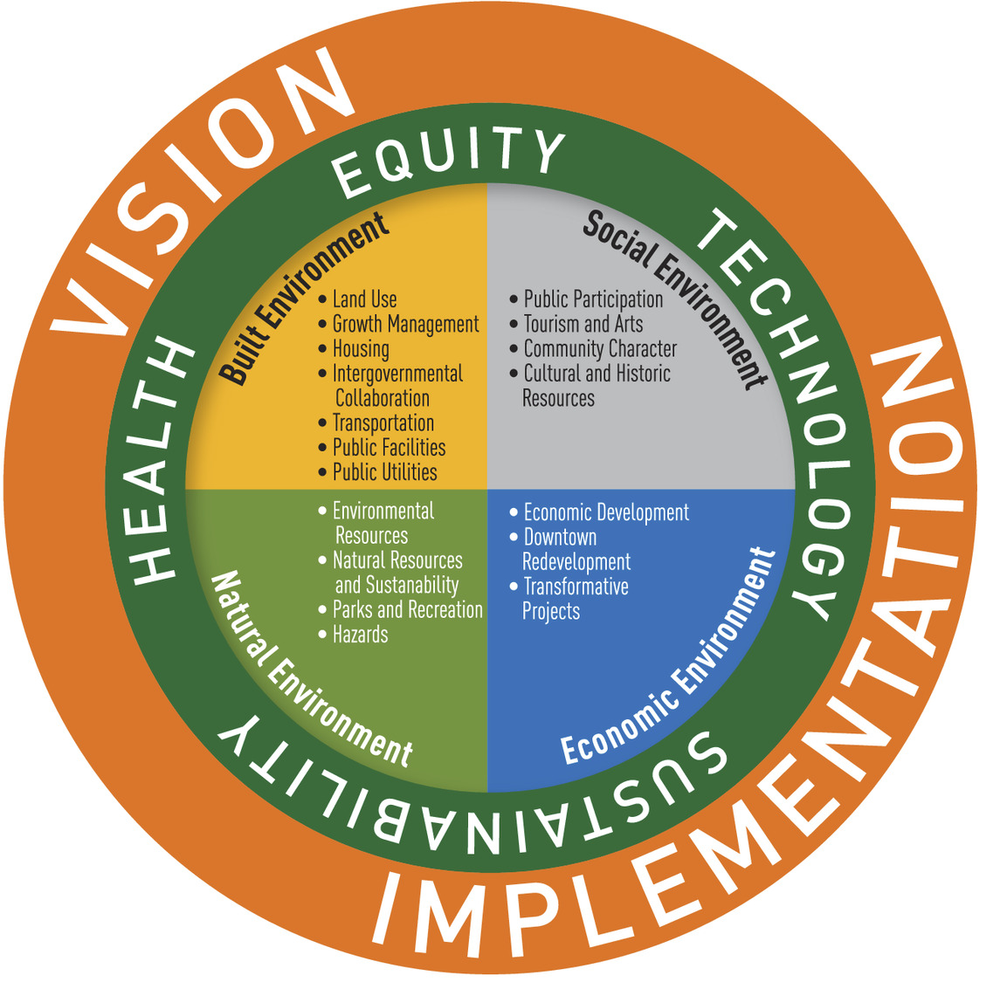 VISION
IMPLEMENTATION
EQUITY
TECHNOLOGY
SUSTAINABILITY
HEALTH
Built Environment
• Land Use
• Growth Management
• Housing
• Intergovernmental
Collaboration
• Transportation
• Public Facilities
• Public Utilities
Social Environment
• Public Participation
• Tourism and Arts
• Community Character
• Cultural and Historic
Resources
Natural Environment
• Environmental
Resources
• Natural Resources
and Sustanability
• Parks and Recreation
• Hazards
Economic Environment
• Economic Development
• Downtown
Redevelopment
• Transformative
Projects